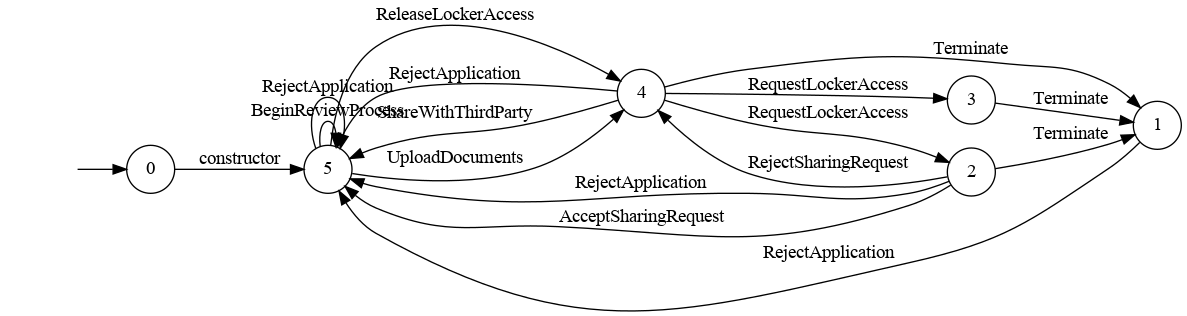 ReleaseLockerAccess
Terminate
RejectApplication
RejectApplication
RequestLockerAccess
4
3
BeginReviewProcess
ShareWithThirdParty
RequestLockerAccess
Terminate
1
Terminate
constructor
UploadDocuments
RejectSharingRequest
0
5
2
RejectApplication
AcceptSharingRequest
RejectApplication